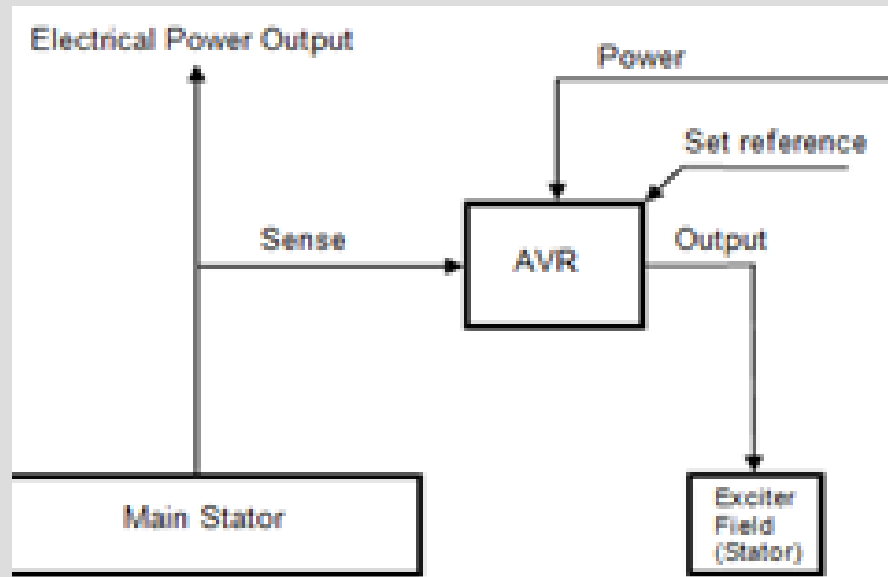 Electrical Power Output
Power
Set reference
Sense
AVR
Output
Main Stator
Exciter
Field
(Stator)